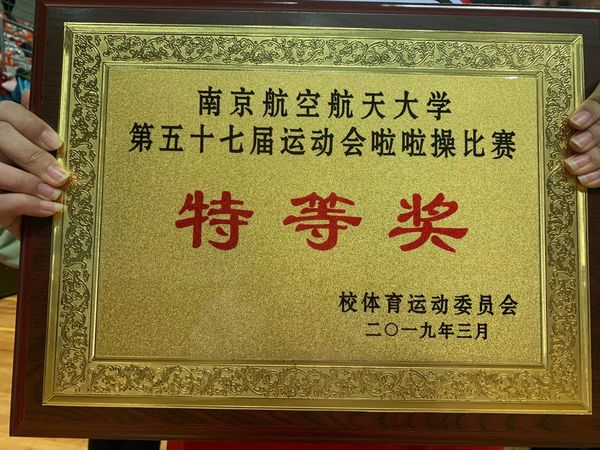 南京航空航天大学
第五十七届运动会啦啦操比赛
特等奖
校体育运动委员会
二〇一九年三月